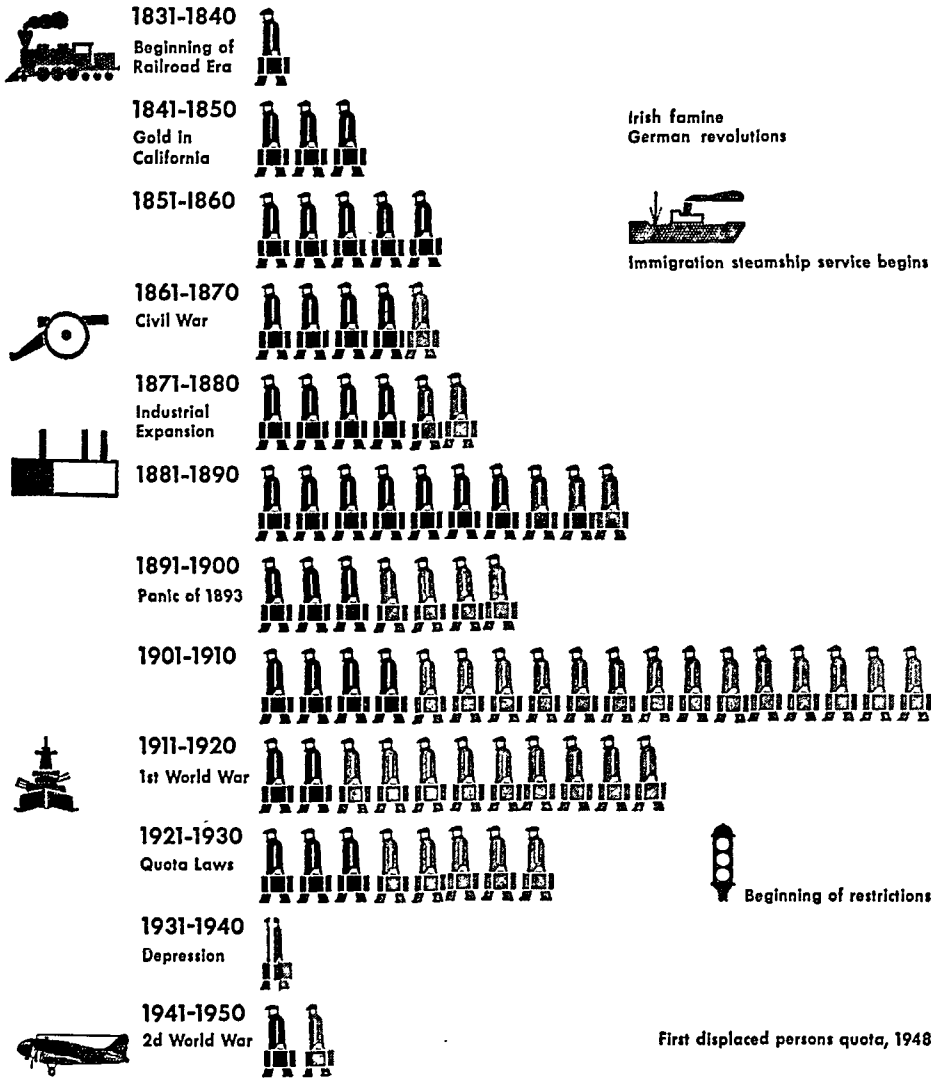 1831-1840
Beginning of
Railroad Era
1841-1850
Gold in
California
Irish famine
German revolutions
1851-1860
Immigration steamship service begins
1861-1870
Civil War
1871-1880
Industrial
Expansion
1881-1890
1891-1900
Panic of 1893
1901-1910
1911-1920
1st World War
1921-1930
Quota Laws
Beginning of restrictions
1931-1940
Depression
1941-1950
2d World War
First displaced persons quota, 1948